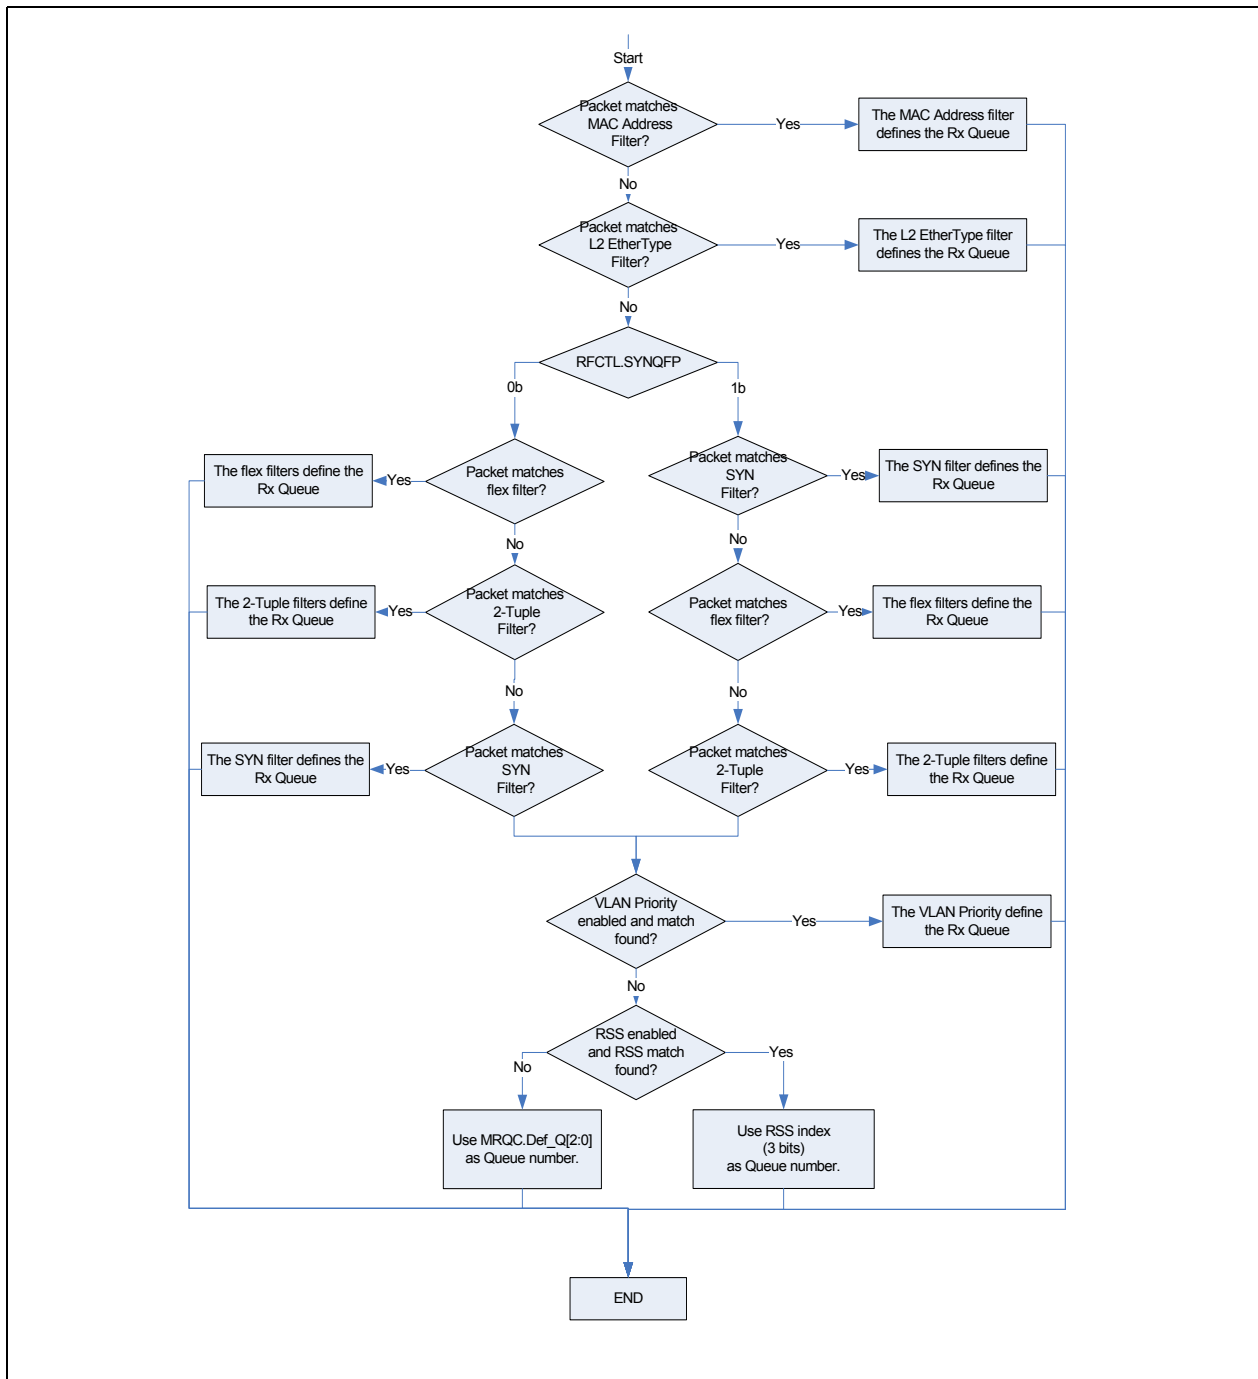 Start
Packet matches
MAC Address
Filter?
Yes
The MAC Address filter
defines the Rx Queue
No
Packet matches
L2 EtherType
Filter?
Yes
The L2 EtherType filter
defines the Rx Queue
No
RFCTL.SYNQFP
0b
1b
The flex filters define the
Rx Queue
Yes
Packet matches
flex filter?
Packet matches
SYN
Filter?
Yes
The SYN filter defines the
Rx Queue
No
No
The 2-Tuple filters define
the Rx Queue
Yes
Packet matches
2-Tuple
Filter?
Packet matches
flex filter?
Yes
The flex filters define the
Rx Queue
No
No
The SYN filter defines the
Rx Queue
Yes
Packet matches
SYN
Filter?
Packet matches
2-Tuple
Filter?
Yes
The 2-Tuple filters define
the Rx Queue
VLAN Priority
enabled and match
found?
Yes
The VLAN Priority define
the Rx Queue
No
RSS enabled
and RSS match
found?
No
Yes
Use MRQC.Def_Q[2:0]
as Queue number.
Use RSS index
(3 bits)
as Queue number.
END